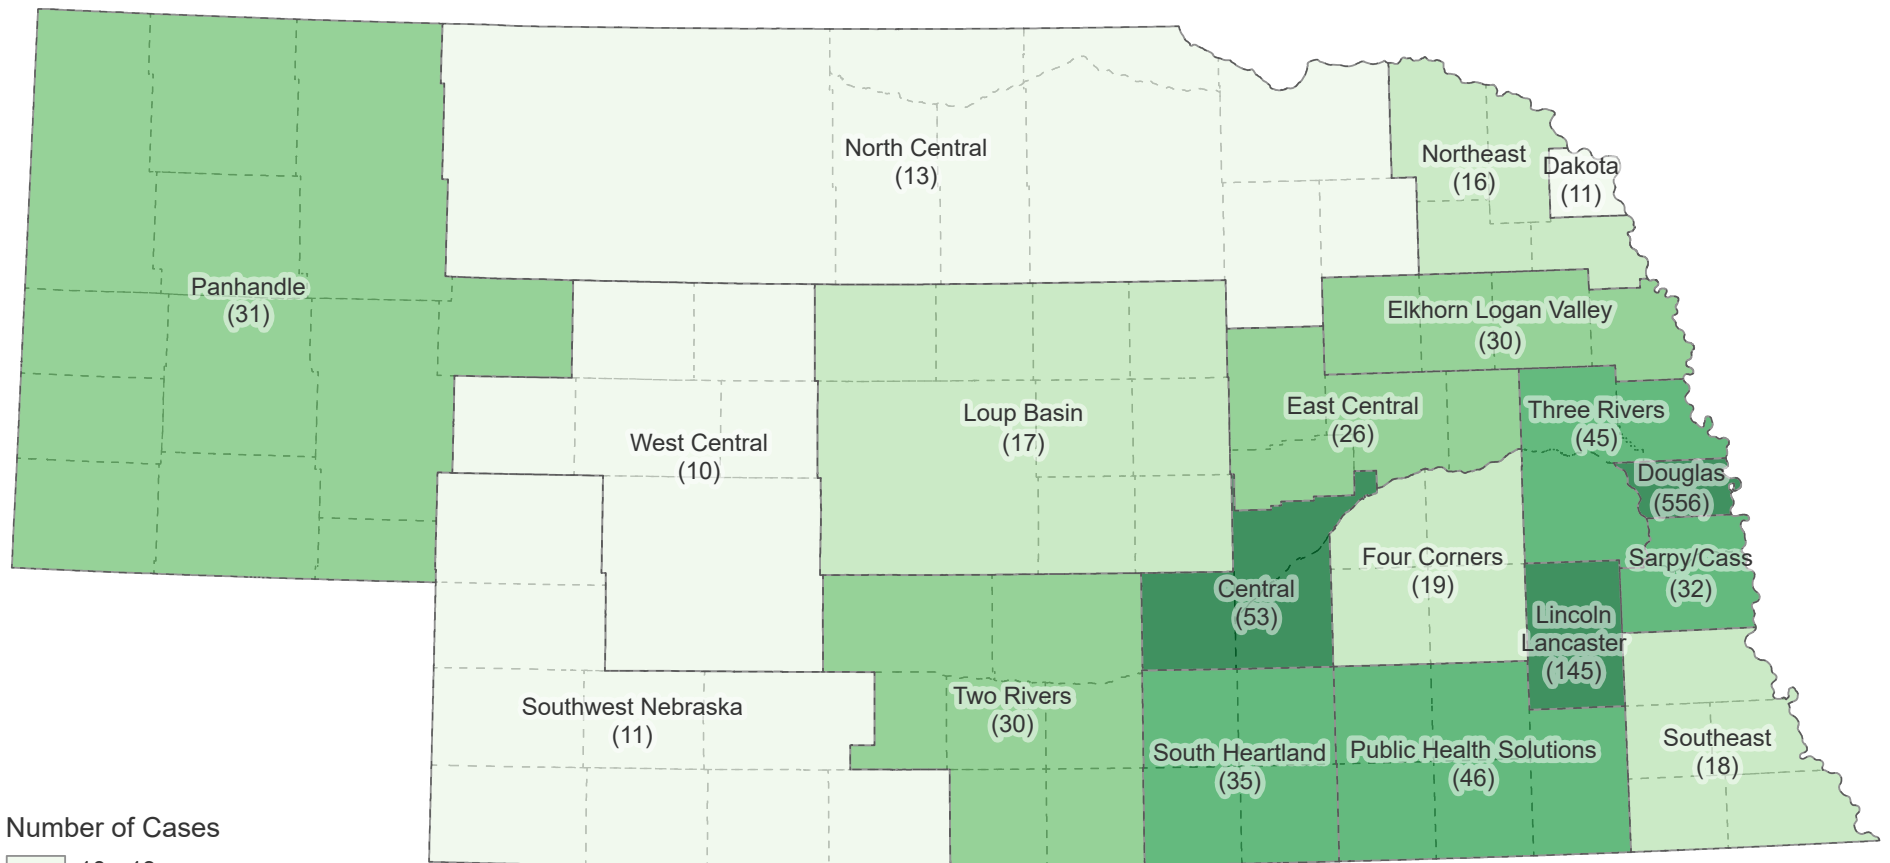 North Central
(13)
Northeast
(16)
Dakota
(11)
Panhandle
(31)
Elkhorn Logan Valley
(30)
West Central
(10)
Loup Basin
(17)
East Central
(26)
Three Rivers
(45)
Douglas
(556)
Central
(53)
Four Corners
(19)
Sarpy/Cass
(32)
Lincoln
Lancaster
(145)
Southwest Nebraska
(11)
Two Rivers
(30)
South Heartland
(35)
Public Health Solutions
(46)
Southeast
(18)
Number of Cases